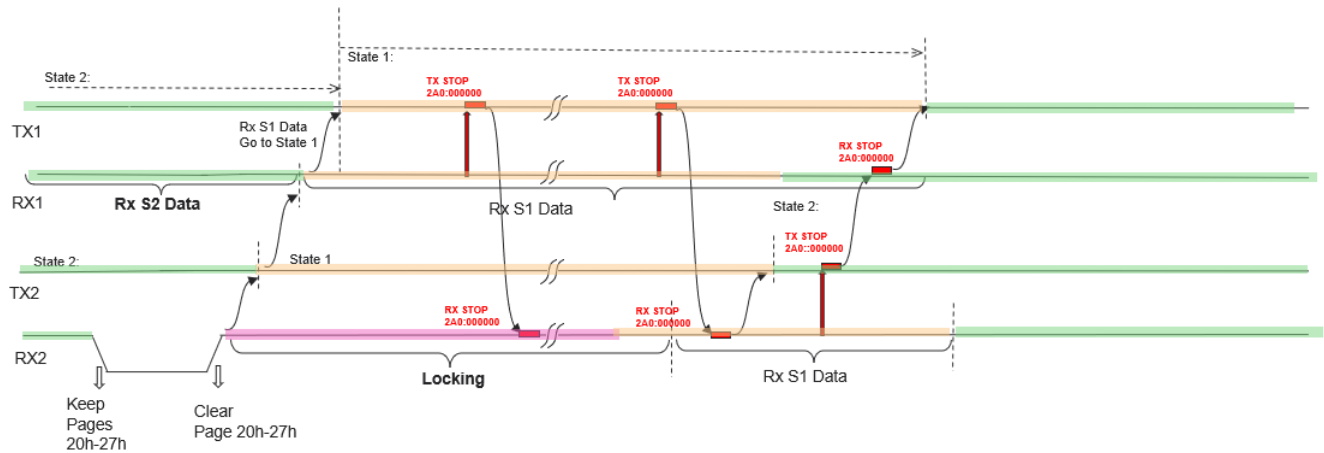 State 1:
State 2:
TX STOP
2A0:000000
TX STOP
2A0:000000
TX1
Rx S1 Data
Go to State 1
RX STOP
2A0:000000
RX1
Rx S2 Data
Rx S1 Data
State 2:
TX STOP
2A0::000000
State 2:
State 1
TX2
RX STOP
2A0:000000
RX STOP
2A0:000000
RX2
Locking
Rx S1 Data
Keep
Pages
20h-27h
Clear
Page 20h-27h